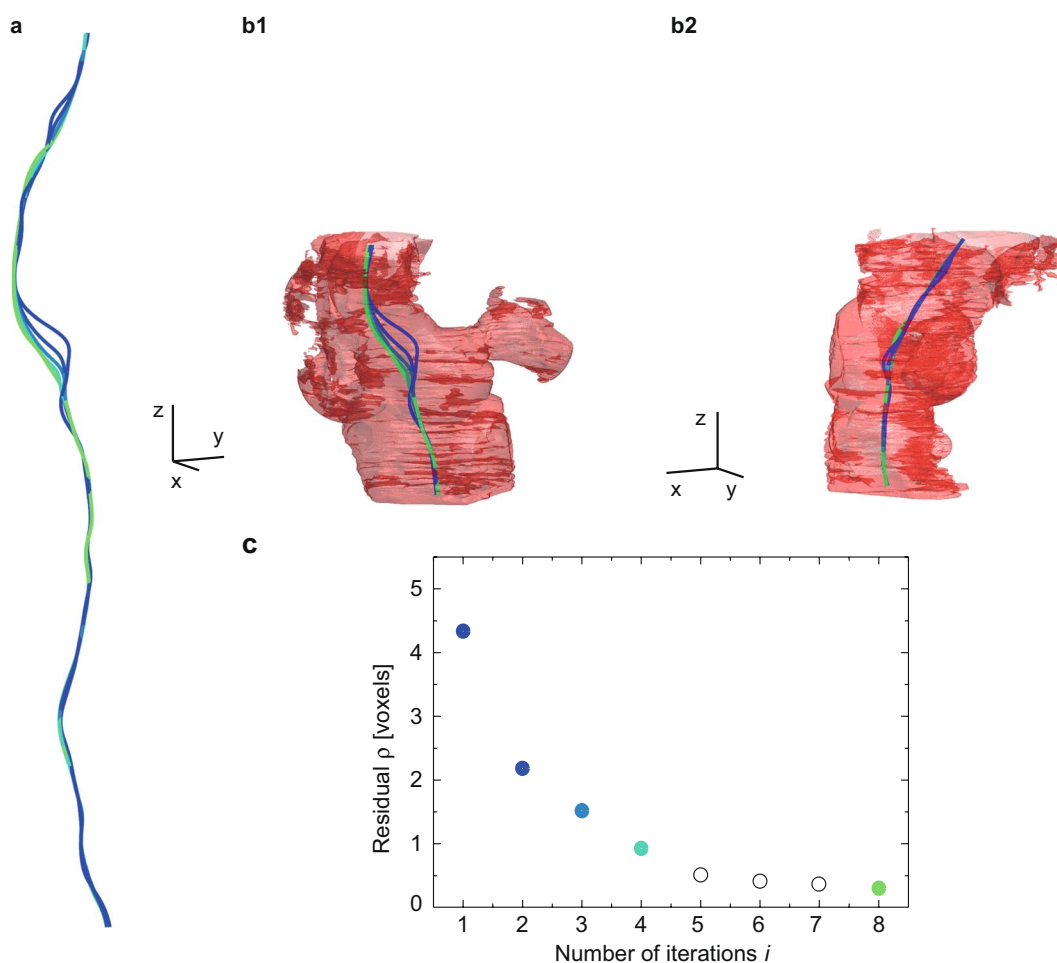 a
b1
b2
z
y
x
z
x
y
c
Residual ρ [voxels]
5
4
3
2
1
0
1 2 3 4 5 6 7 8
Number of iterations i